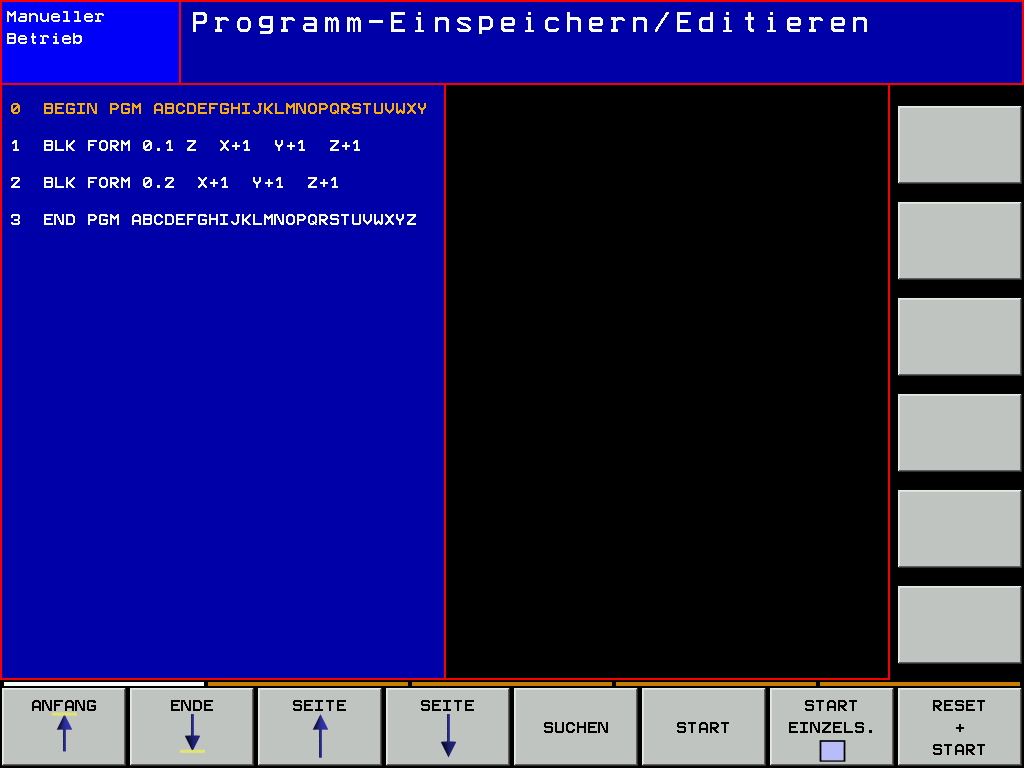 Manueller
Betrieb
Programm-Einspeichern/Editieren
0 BEGIN PGM ABCDEFGHIJKLMNOPQRSTUVWXY
1 BLK FORM 0.1 Z X+1 Y+1 Z+1
2 BLK FORM 0.2 X+1 Y+1 Z+1
3 END PGM ABCDEFGHIJKLMNOPQRSTUVWXYZ
ANFANG
ENDE
SEITE
SEITE
SUCHEN
START
START
EINZELS.
RESET
+
START